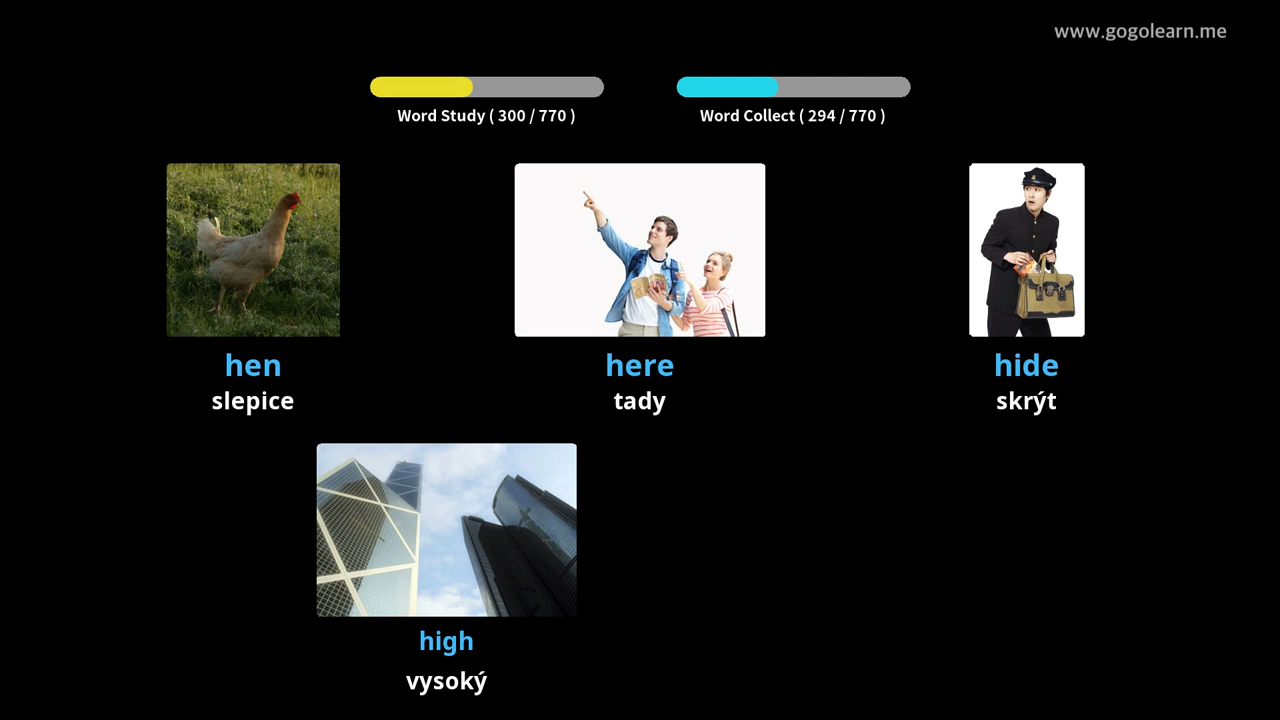 www.gogolearn.me
Word Study ( 300 / 770 )
Word Collect ( 294 / 770 )
hen
slepice
here
tady
hide
skrýt
high
vysoký